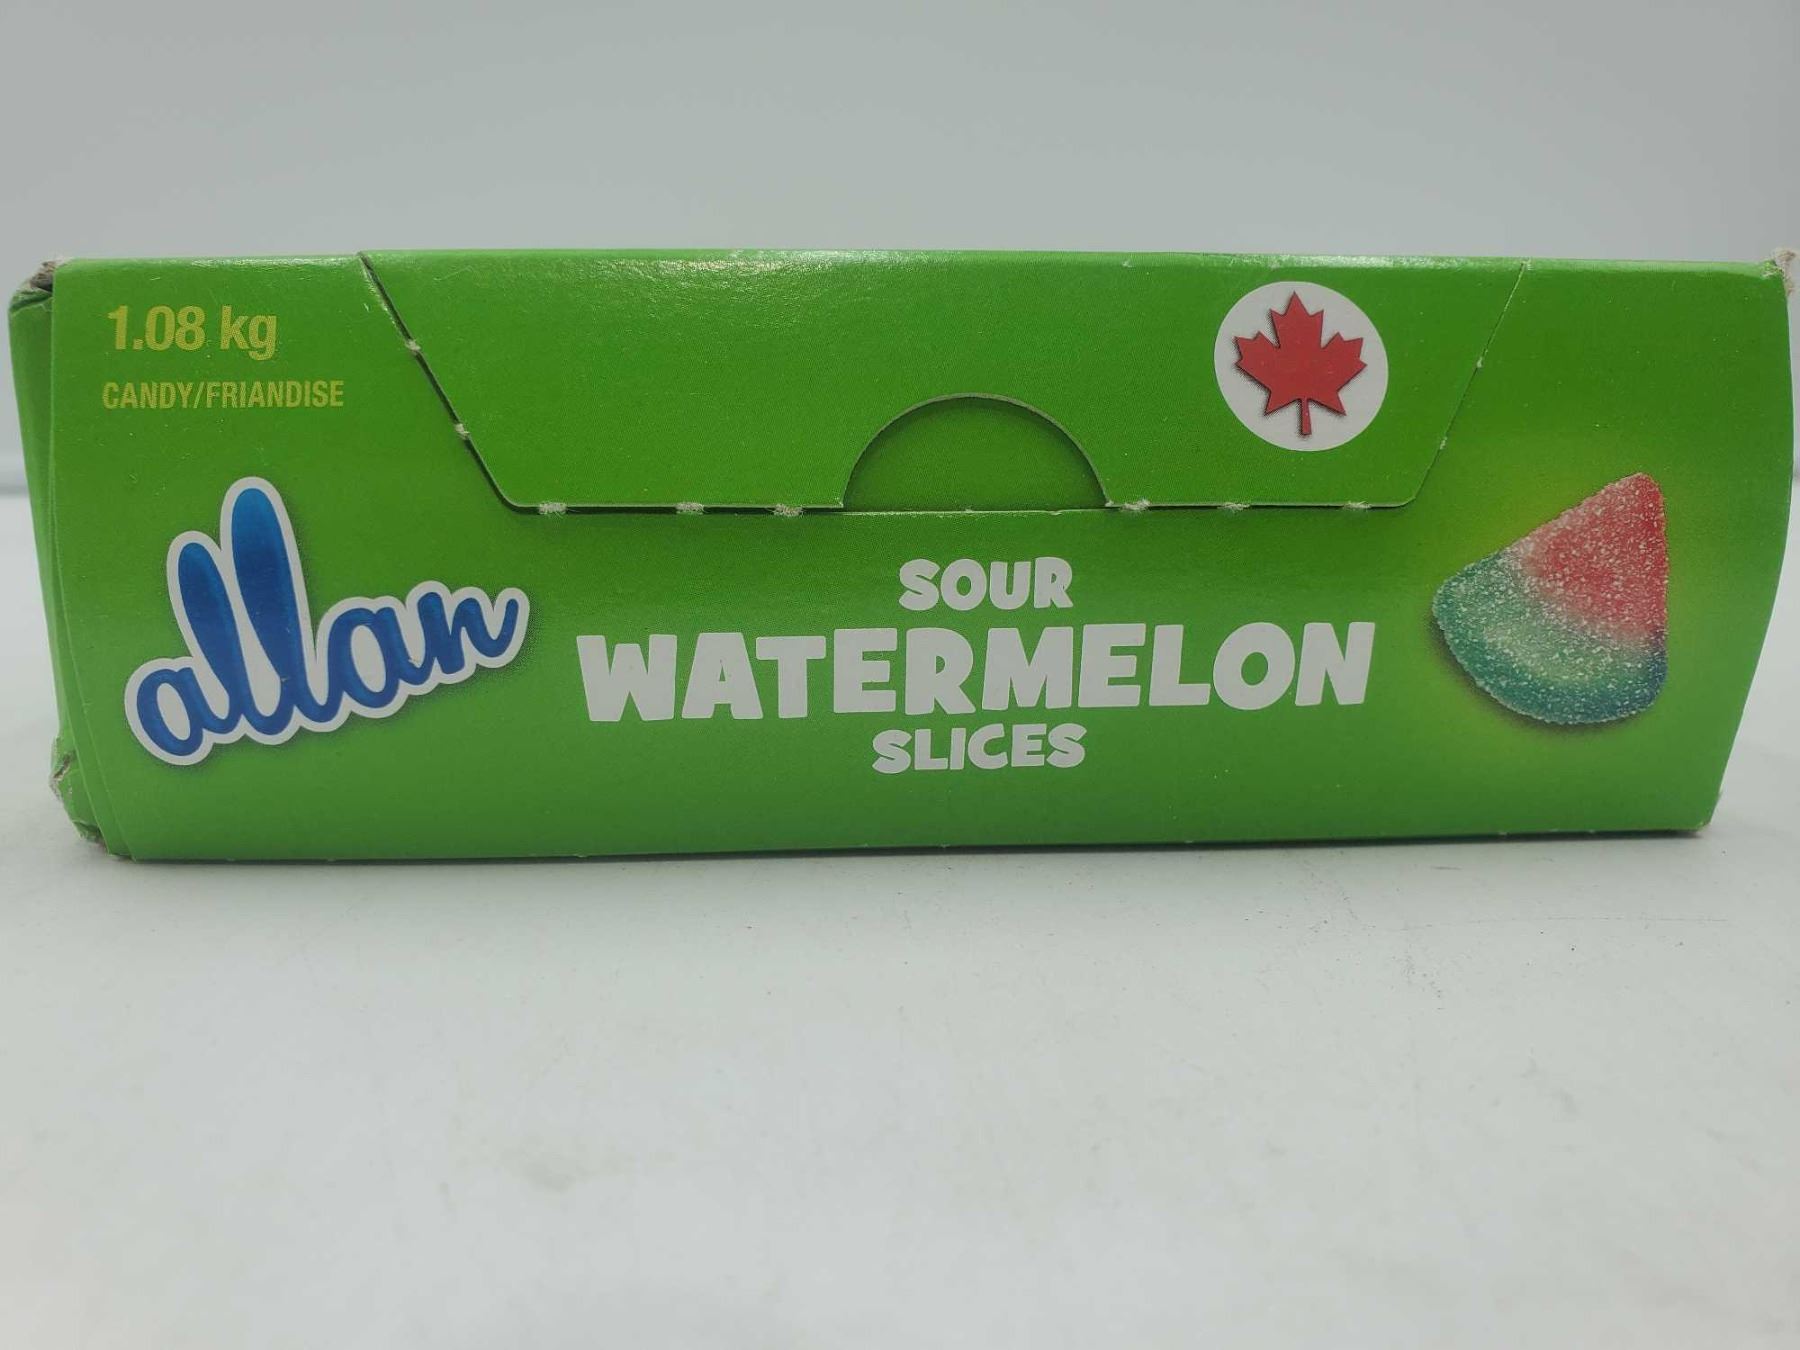 1.08 kg
CANDY/FRIANDISE
allan
SOUR
WATERMELON
SLICES